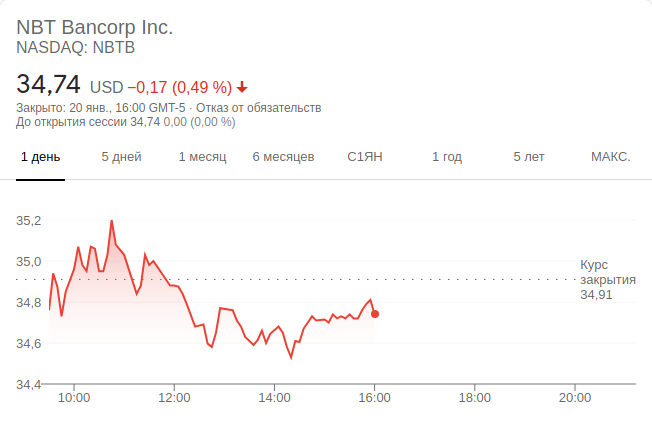 NBT Bancorp Inc.
NASDAQ: NBTB
34,74 USD −0,17 (0,49 %)
Закрыто: 20 янв., 16:00 GMT-5 · Отказ от обязательств
До открытия сессии 34,74 0,00 (0,00 %)
1 день 5 дней 1 месяц 6 месяцев С1ЯН 1 год 5 лет МАКС.
35,2
35,0
34,8
34,6
34,4
Курс
закрытия
34,91
10:00 12:00 14:00 16:00 18:00 20:00